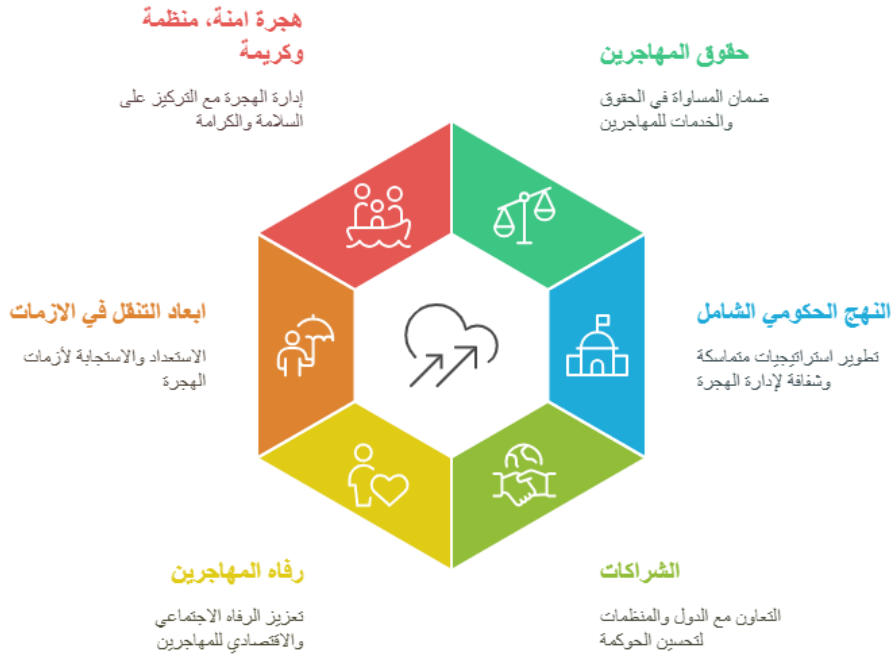 حقوق المهاجرين
ضمان المساواة في الحقوق
والخدمات للمهاجرين
النهج الحكومي الشامل
تطوير استراتيجيات متماسكة
وشفافة لإدارة الهجرة
الشراكات
التعاون مع الدول والمنظمات
لتحسين الحوكمة
هجرة امنة، منظمة
وكريمة
إدارة الهجرة مع التركيز على
السلامة والكرامة
ابعاد التنقل في الازمات
الاستعداد والاستجابة لأزمات
الهجرة
رفاه المهاجرين
تعزيز الرفاه الاجتماعي
والاقتصادي للمهاجرين